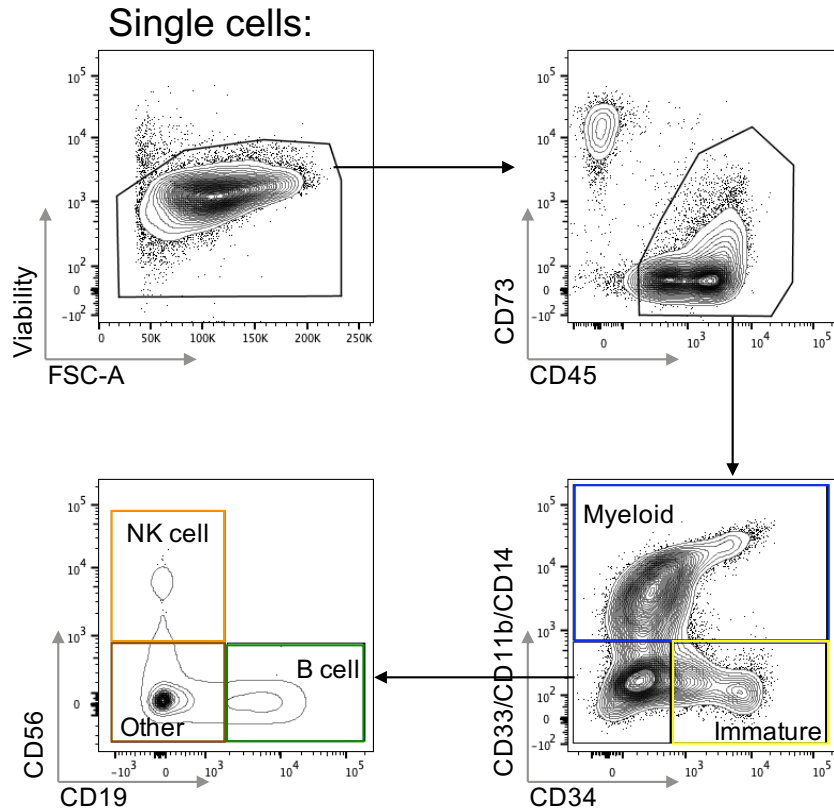 Single cells:
10^5
10^4
10^3
10^2
0
-10^2
Viability
0 50K 100K 150K 200K 250K
FSC-A
10^5
10^4
10^3
10^2
0
-10^2
CD73
0 10^3 10^4 10^5
CD45
10^5
10^4
10^3
0
CD56
NK cell
B cell
Other
-10^3 0 10^3 10^4 10^5
CD19
10^5
10^4
10^3
10^2
0
-10^2
CD33/CD11b/CD14
Myeloid
Immature
0 10^3 10^4 10^5
CD34